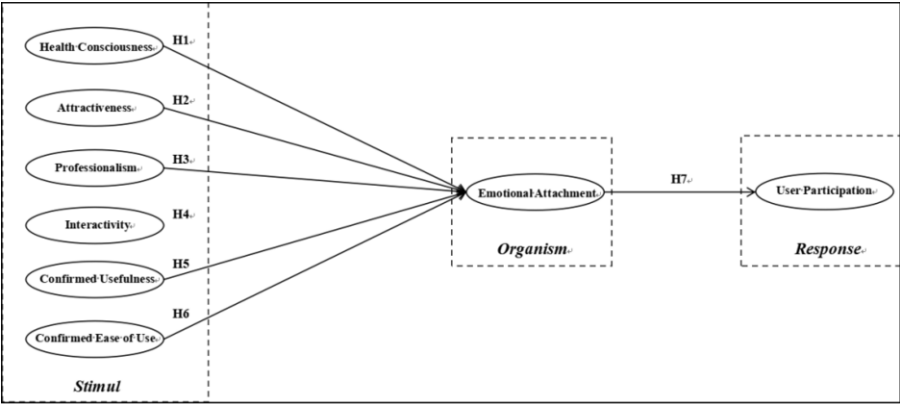 Health Consciousness
H1
Attractiveness
H2
Professionalism
H3
Interactivity
H4
Confirmed Usefulness
H5
Confirmed Ease of Use
H6
Stimul
Emotional Attachment
Organism
H7
User Participation
Response